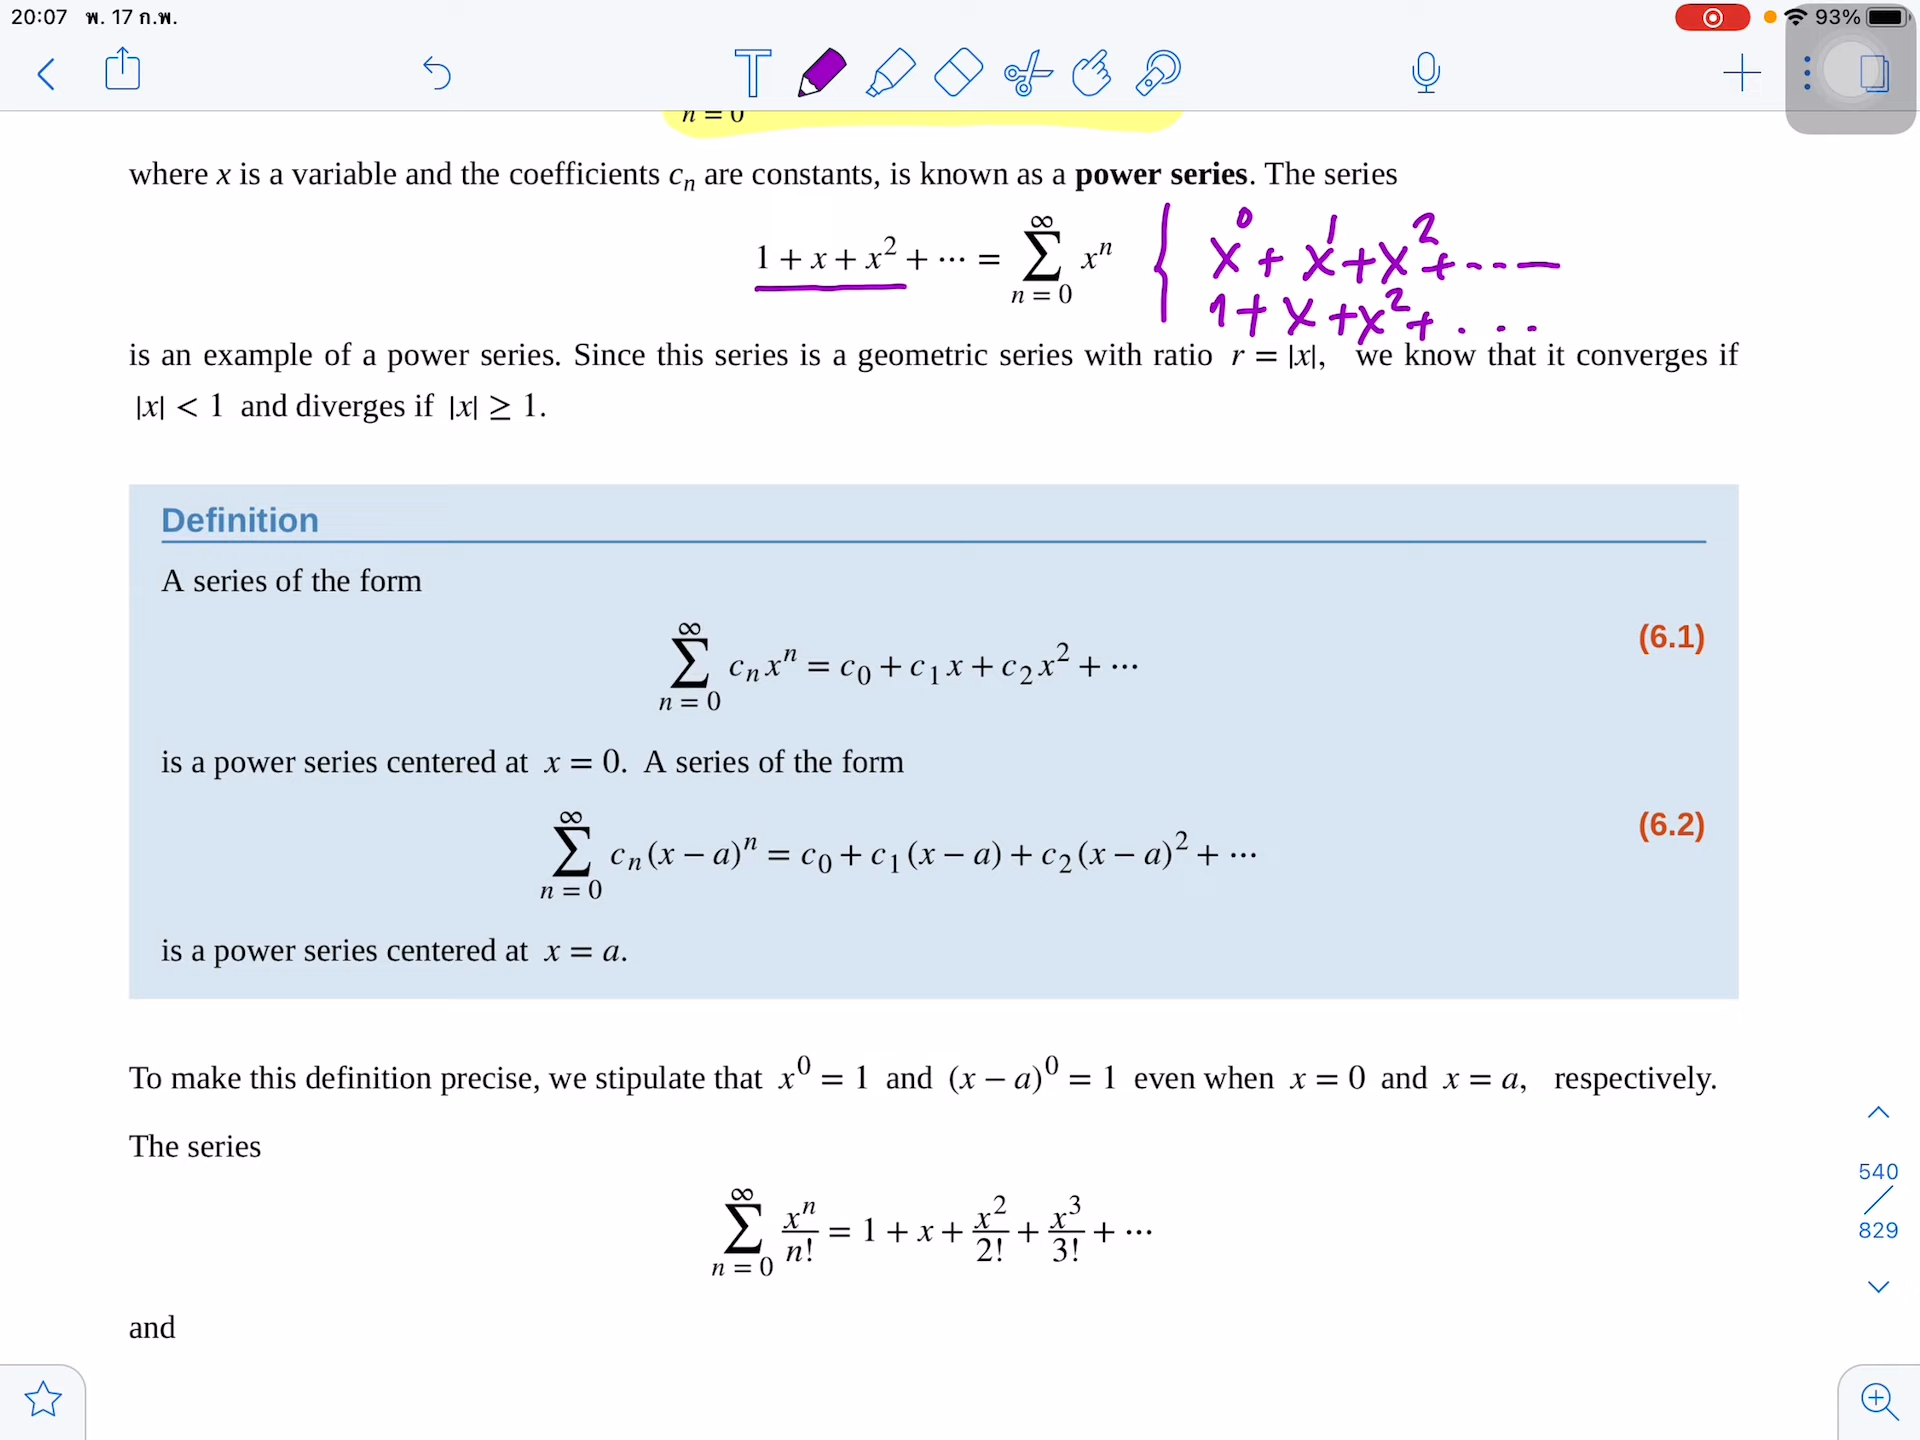 20:07 พ. 17 ก.พ. 93%
T
n = 0
where x is a variable and the coefficients cₙ are constants, is known as a power series. The series
1 + x + x² + ⋯ = ∑_{n = 0}^{∞} xⁿ { x⁰ + x¹ + x² + - - - —
1 + x + x² + . . .
is an example of a power series. Since this series is a geometric series with ratio r = |x|, we know that it converges if
|x| < 1 and diverges if |x| ≥ 1.
Definition
A series of the form
∑_{n = 0}^{∞} cₙxⁿ = c₀ + c₁x + c₂x² + ⋯ (6.1)
is a power series centered at x = 0. A series of the form
∑_{n = 0}^{∞} cₙ(x − a)ⁿ = c₀ + c₁(x − a) + c₂(x − a)² + ⋯ (6.2)
is a power series centered at x = a.
To make this definition precise, we stipulate that x⁰ = 1 and (x − a)⁰ = 1 even when x = 0 and x = a, respectively.
The series
∑_{n = 0}^{∞} xⁿ/n! = 1 + x + x²/2! + x³/3! + ⋯
and
540
/
829